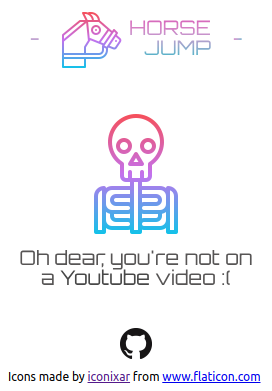 HORSE
JUMP
Oh dear, you're not on
a Youtube video :(
Icons made by iconixar from www.flaticon.com